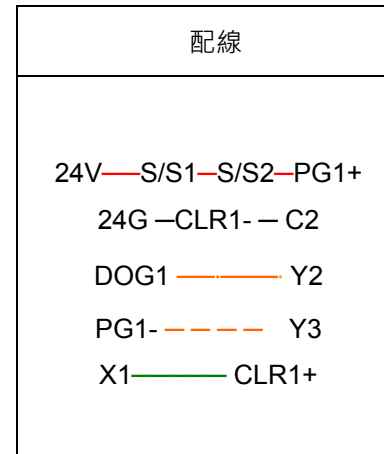 配線
24V—S/S1—S/S2—PG1+
24G —CLR1- — C2
DOG1 —— Y2
PG1- – – – – Y3
X1—— CLR1+